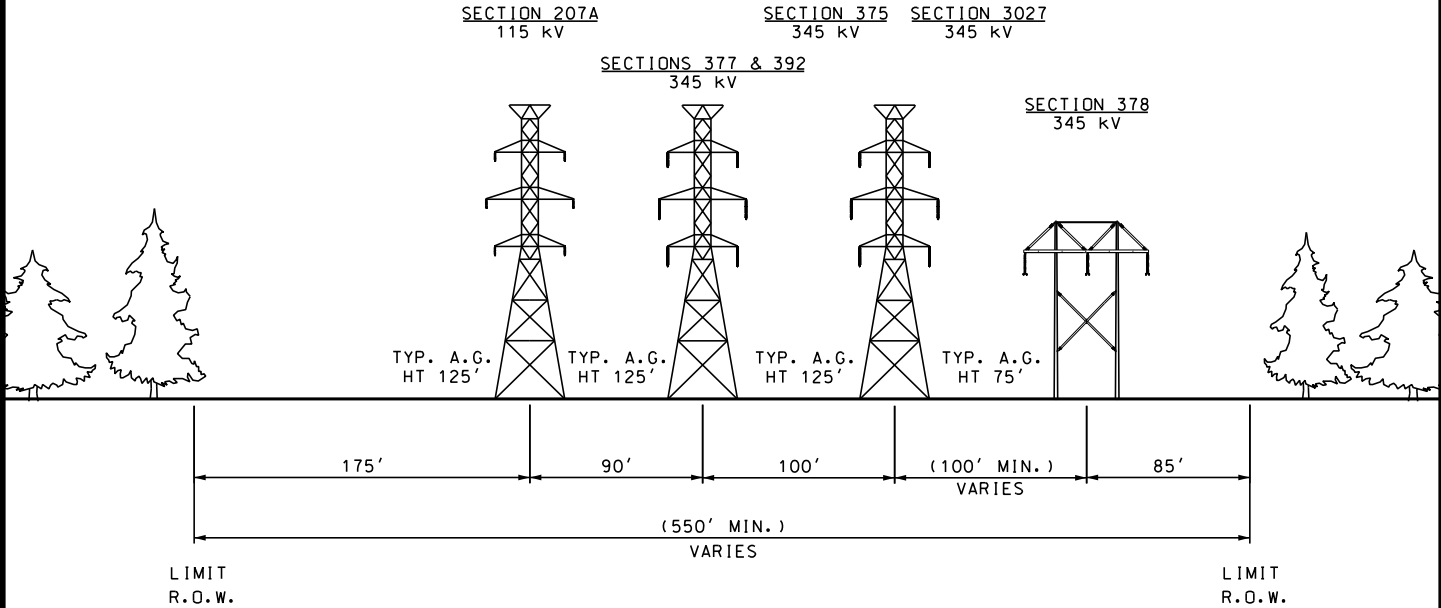 SECTION 207A
115 kV
SECTION 375
345 kV
SECTION 3027
345 kV
SECTIONS 377 & 392
345 kV
SECTION 378
345 kV
TYP. A.G.
HT 125'
TYP. A.G.
HT 125'
TYP. A.G.
HT 125'
TYP. A.G.
HT 75'
175'
90'
100'
(100' MIN.)
VARIES
85'
(550' MIN.)
VARIES
LIMIT
R.O.W.
LIMIT
R.O.W.